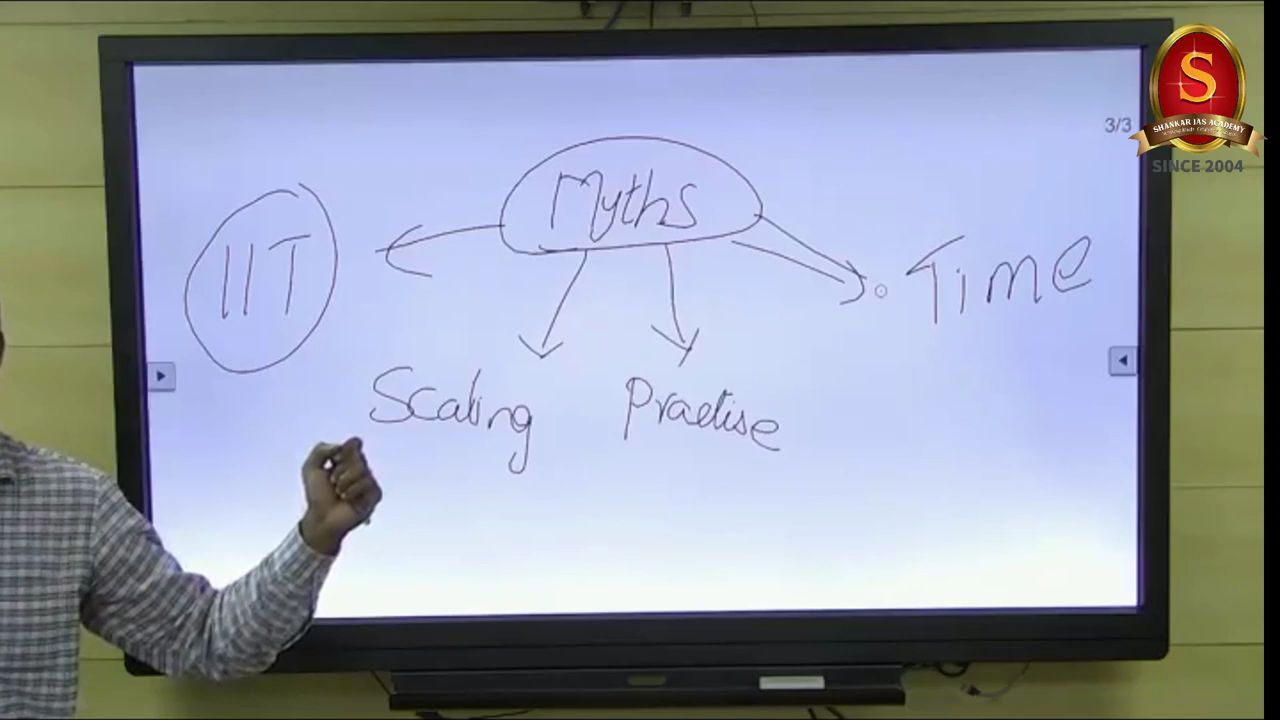 3/3
S
SHANKAR IAS ACADEMY
SINCE 2004
Myths
IIT
Time
Scaling
Practise